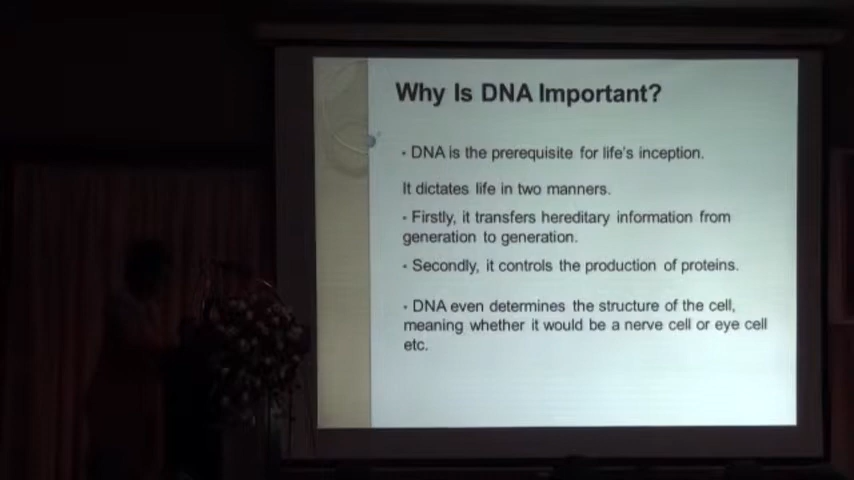 Why Is DNA Important?
• DNA is the prerequisite for life's inception.
It dictates life in two manners.
• Firstly, it transfers hereditary information from
generation to generation.
• Secondly, it controls the production of proteins.
• DNA even determines the structure of the cell,
meaning whether it would be a nerve cell or eye cell
etc.